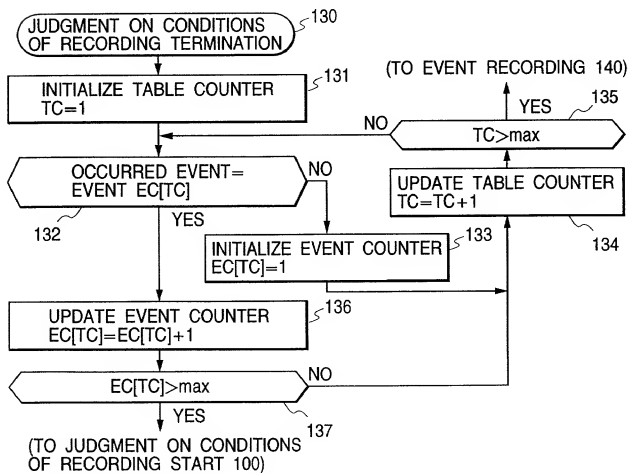 JUDGMENT ON CONDITIONS
OF RECORDING TERMINATION
130
INITIALIZE TABLE COUNTER
TC=1
131
OCCURRED EVENT=
EVENT EC[TC]
132
NO
YES
INITIALIZE EVENT COUNTER
EC[TC]=1
133
UPDATE EVENT COUNTER
EC[TC]=EC[TC]+1
136
EC[TC]>max
137
NO
YES
(TO JUDGMENT ON CONDITIONS
OF RECORDING START 100)
UPDATE TABLE COUNTER
TC=TC+1
134
TC>max
135
NO
YES
(TO EVENT RECORDING 140)